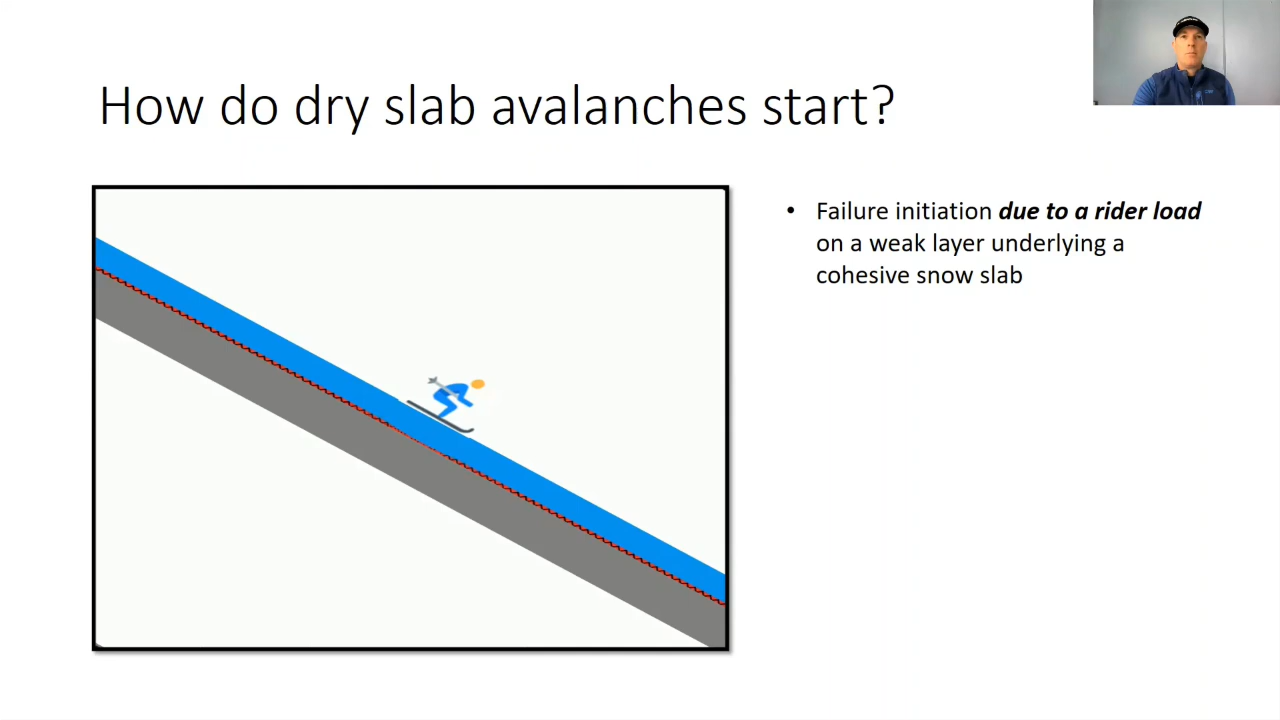 How do dry slab avalanches start?
• Failure initiation due to a rider load
on a weak layer underlying a
cohesive snow slab